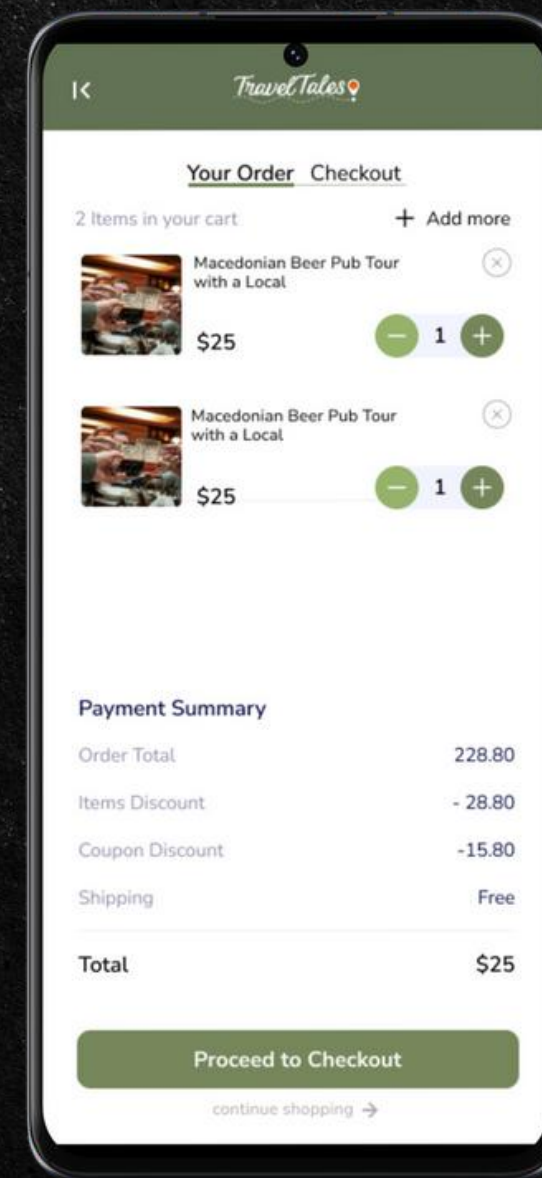 TravelTales
Your Order Checkout
2 Items in your cart + Add more
Macedonian Beer Pub Tour
with a Local
$25 − 1 +
Macedonian Beer Pub Tour
with a Local
$25 − 1 +
Payment Summary
Order Total 228.80
Items Discount - 28.80
Coupon Discount -15.80
Shipping Free
Total $25
Proceed to Checkout
continue shopping →